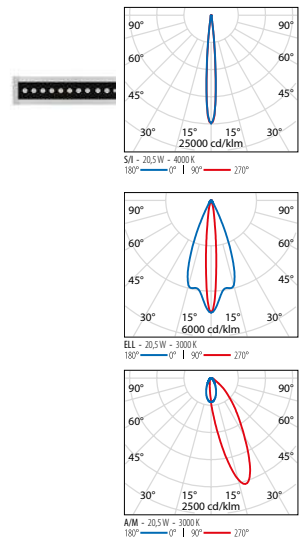 90° 90°
60° 60°
45° 45°
30° 15° 15° 30°
25000 cd/klm
S/I - 20,5 W - 4000 K
180° 0° | 90° 270°
90° 90°
60° 60°
45° 45°
30° 15° 15° 30°
6000 cd/klm
ELL - 20,5 W - 3000 K
180° 0° | 90° 270°
90° 90°
60° 60°
45° 45°
30° 15° 15° 30°
2500 cd/klm
A/M - 20,5 W - 3000 K
180° 0° | 90° 270°